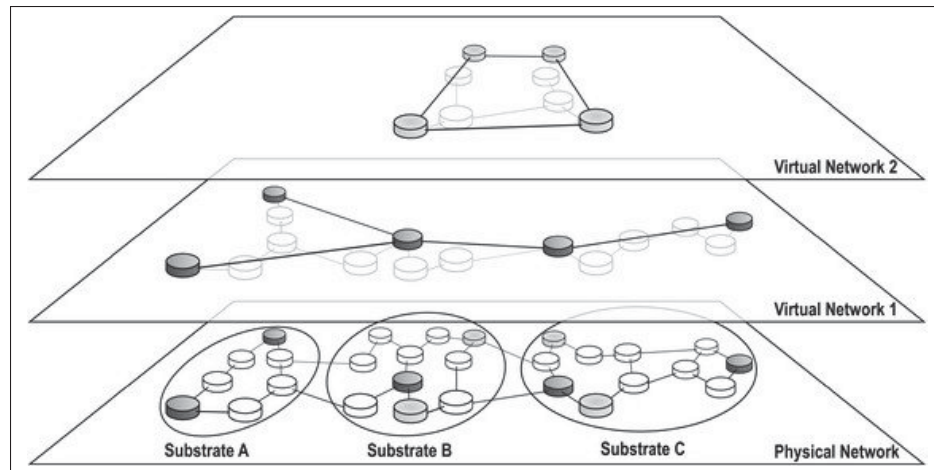 Virtual Network 2
Virtual Network 1
Substrate A
Substrate B
Substrate C
Physical Network